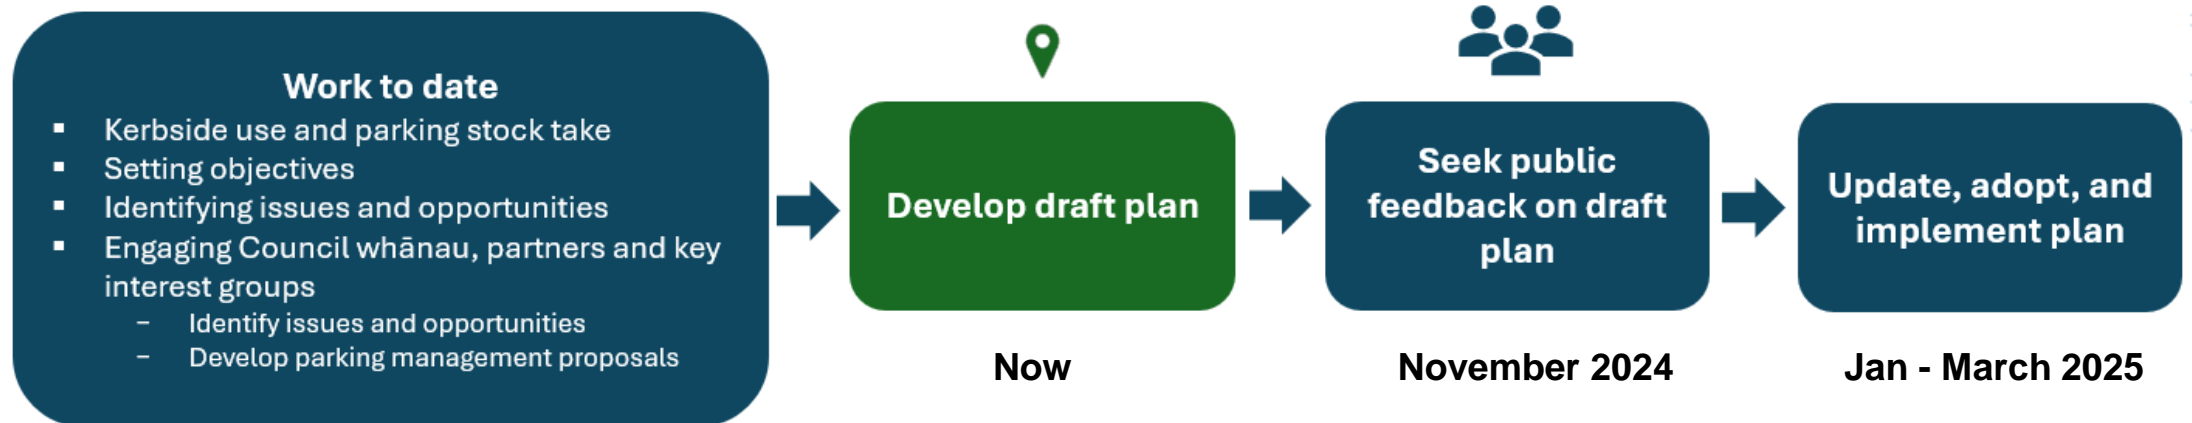 Work to date
▪ Kerbside use and parking stock take
▪ Setting objectives
▪ Identifying issues and opportunities
▪ Engaging Council whānau, partners and key
interest groups
− Identify issues and opportunities
− Develop parking management proposals
Develop draft plan
Now
Seek public
feedback on draft
plan
November 2024
Update, adopt, and
implement plan
Jan - March 2025